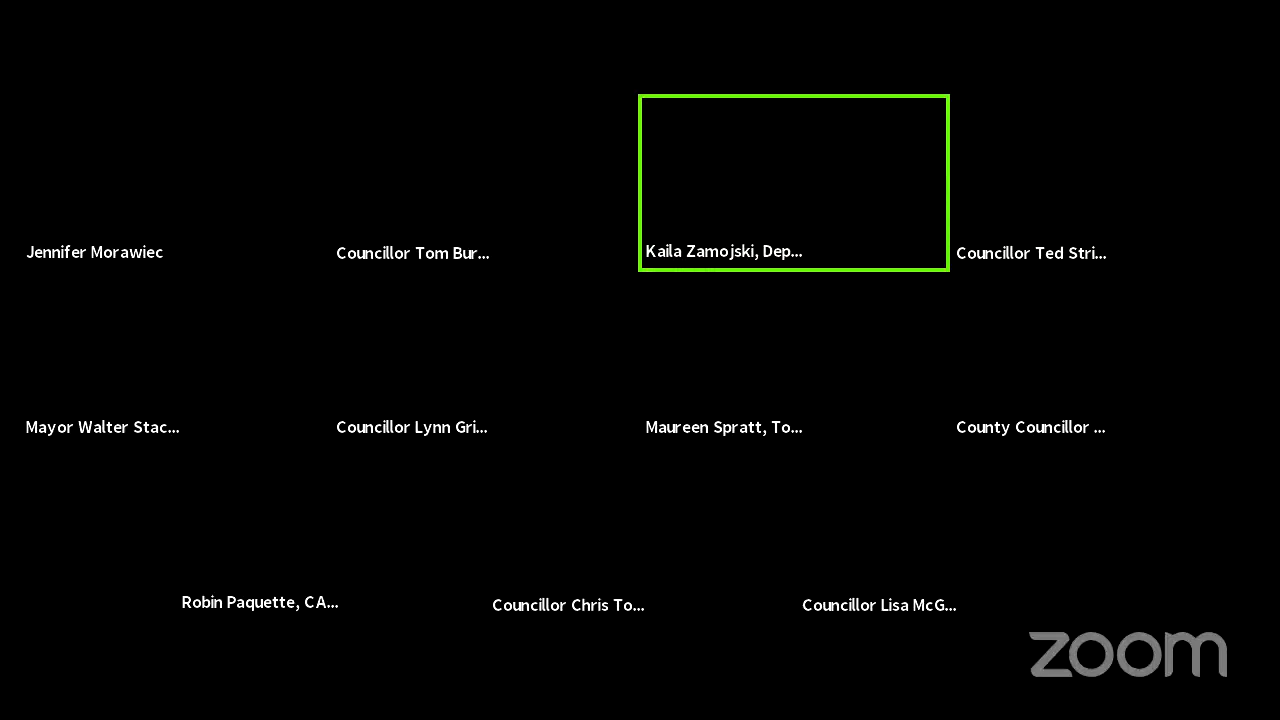 Jennifer Morawiec
Councillor Tom Bur...
Kaila Zamojski, Dep...
Councillor Ted Stri...
Mayor Walter Stac...
Councillor Lynn Gri...
Maureen Spratt, To...
County Councillor ...
Robin Paquette, CA...
Councillor Chris To...
Councillor Lisa McG...
zoom